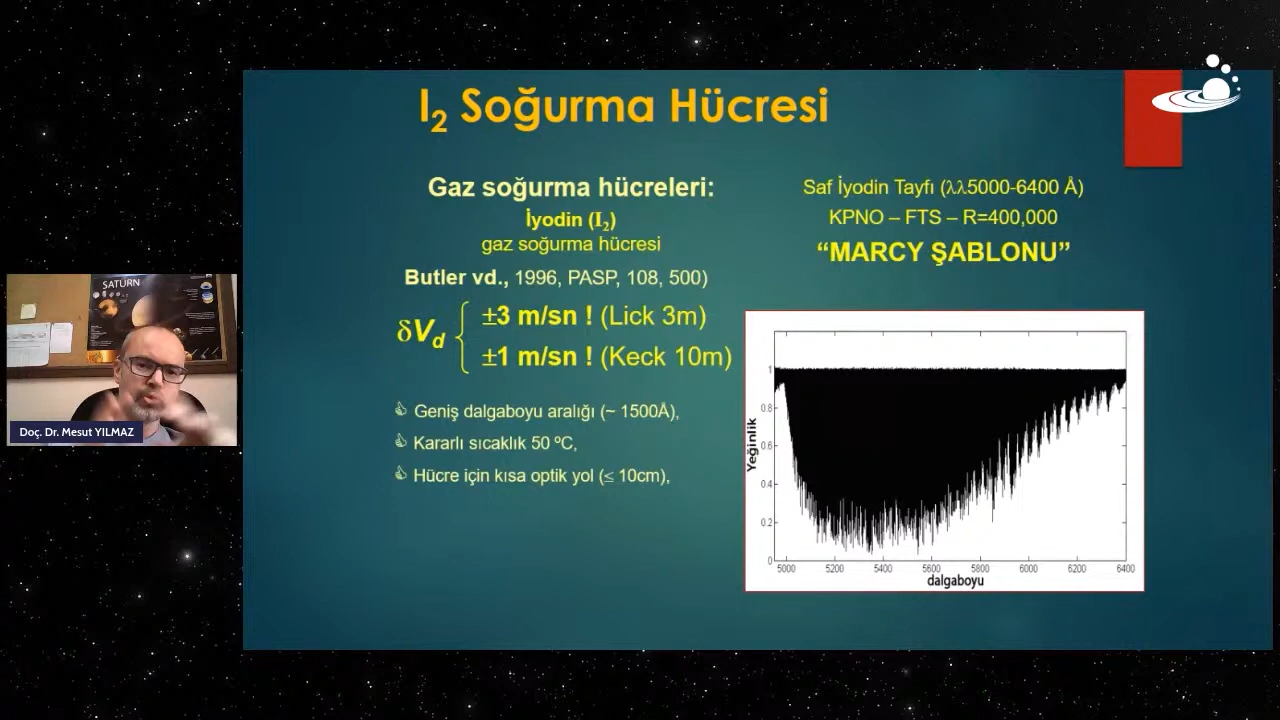 I₂ Soğurma Hücresi
Gaz soğurma hücreleri:
İyodin (I₂)
gaz soğurma hücresi
Butler vd., 1996, PASP, 108, 500)
δVd
±3 m/sn ! (Lick 3m)
±1 m/sn ! (Keck 10m)
Geniş dalgaboyu aralığı (~ 1500Å),
Kararlı sıcaklık 50 ºC,
Hücre için kısa optik yol (≤ 10cm),
Saf İyodin Tayfı (λλ5000-6400 Å)
KPNO – FTS – R=400,000
“MARCY ŞABLONU”
Yeğinlik
1
0.8
0.6
0.4
0.2
0
5000 5200 5400 5600 5800 6000 6200 6400
dalgaboyu
SATÜRN
Doç. Dr. Mesut YILMAZ